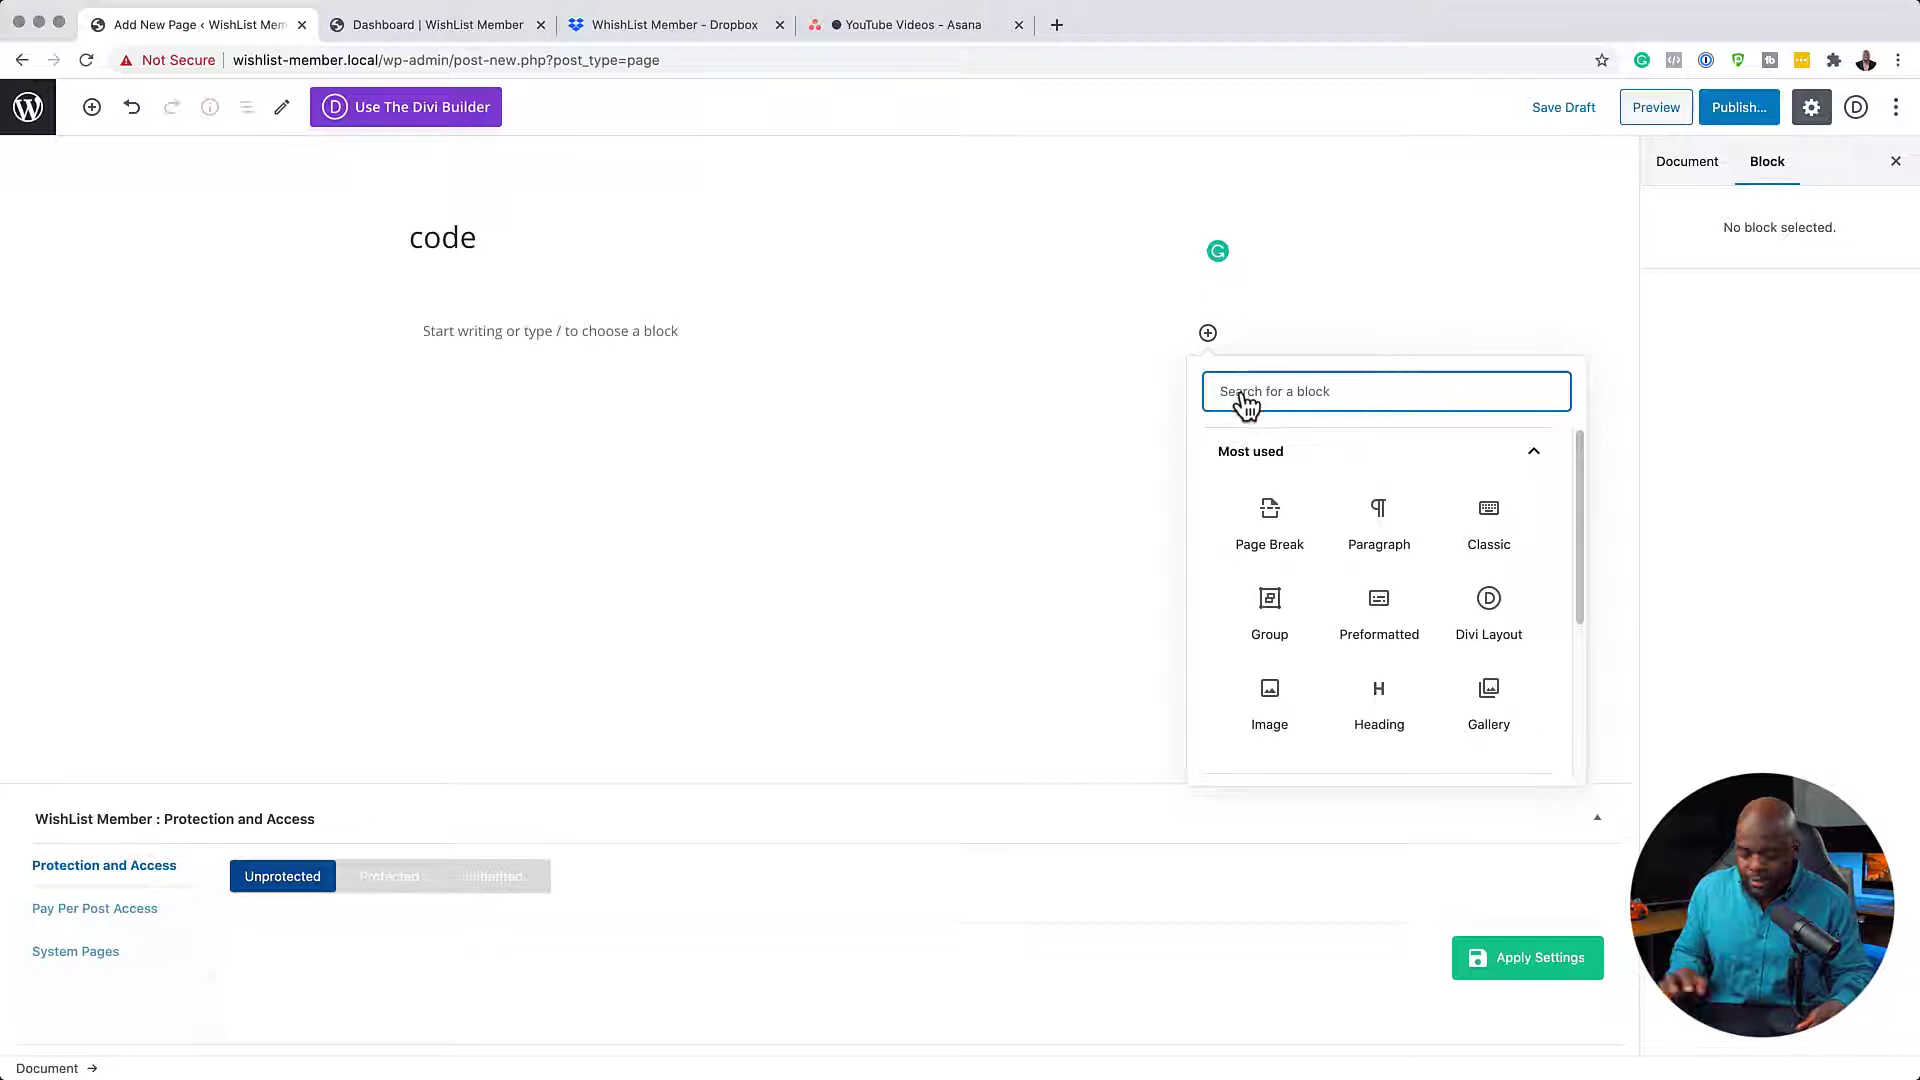 Add New Page ‹ WishList Mem
Dashboard | WishList Member
WhishList Member - Dropbox
YouTube Videos - Asana
Not Secure
wishlist-member.local/wp-admin/post-new.php?post_type=page
Use The Divi Builder
Save Draft
Preview
Publish...
Document
Block
No block selected.
code
Start writing or type / to choose a block
Search for a block
Most used
Page Break
Paragraph
Classic
Group
Preformatted
Divi Layout
Image
Heading
Gallery
WishList Member : Protection and Access
Protection and Access
Unprotected
Protected
Pay Per Post Access
System Pages
Apply Settings
Document →